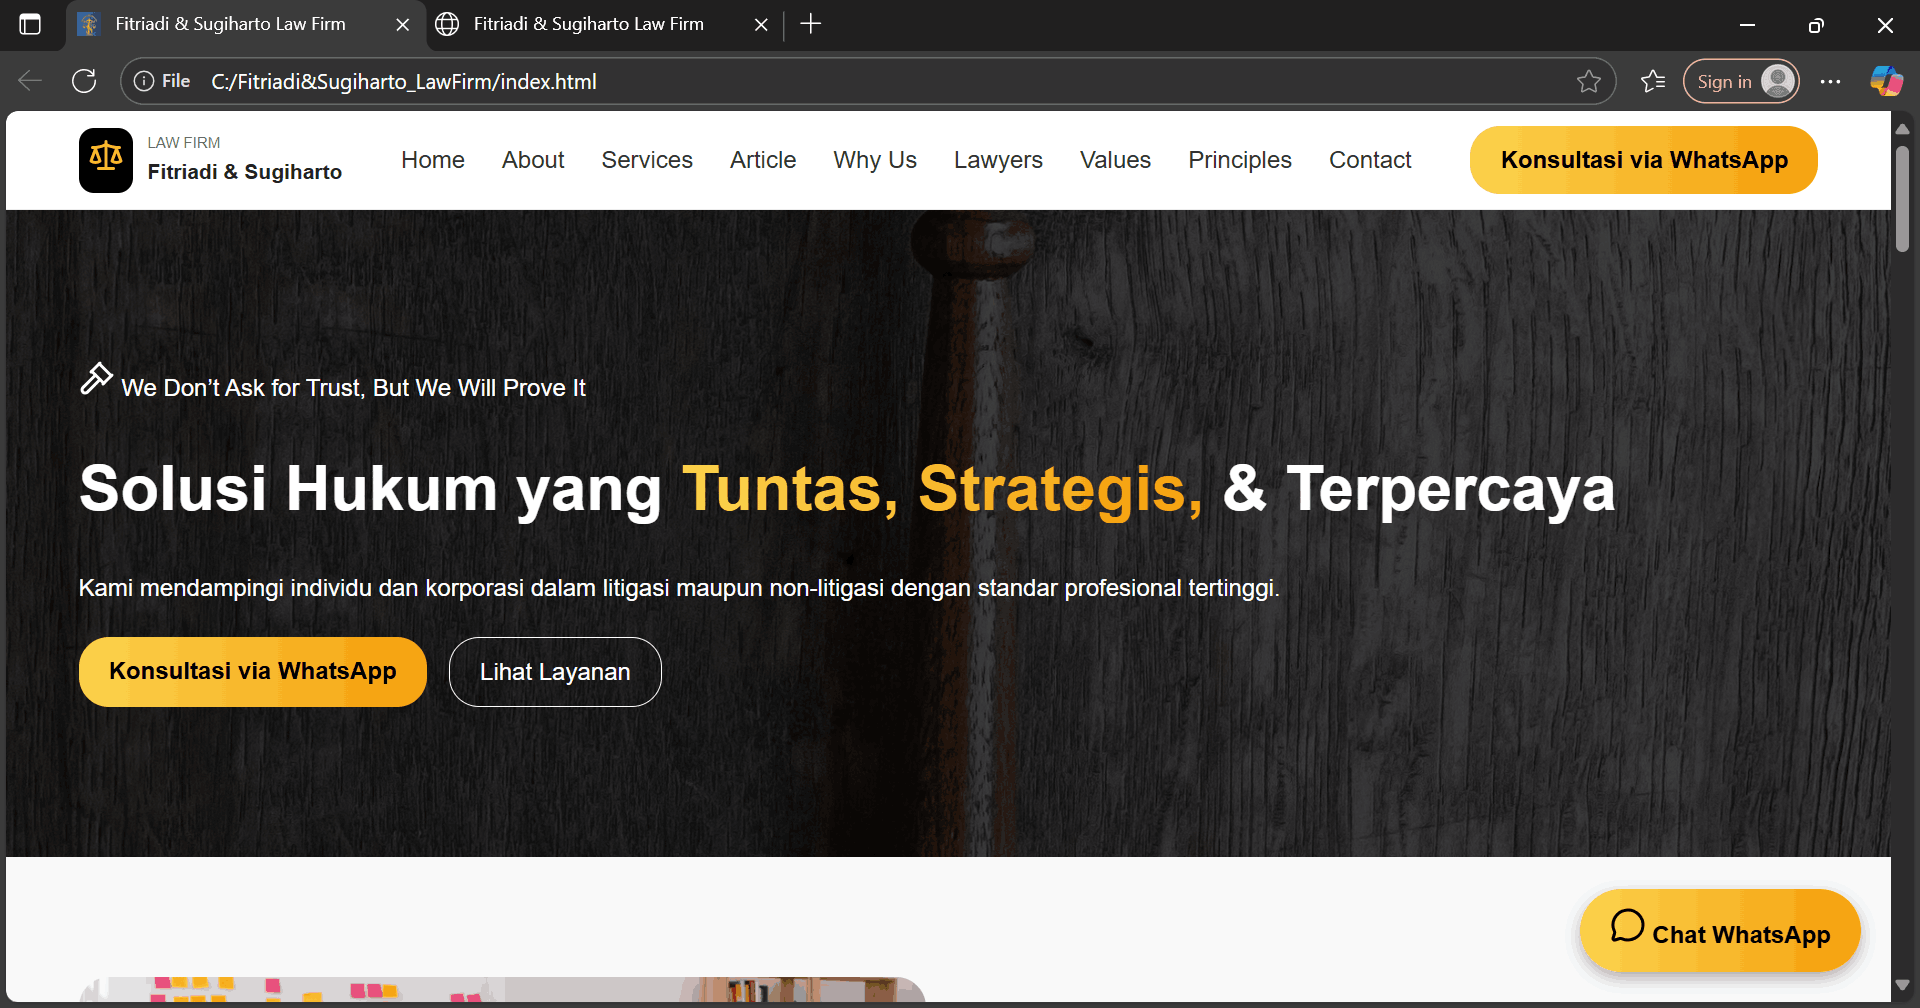 Fitriadi & Sugiharto Law Firm
Fitriadi & Sugiharto Law Firm
File
C:/Fitriadi&Sugiharto_LawFirm/index.html
Sign in
LAW FIRM
Fitriadi & Sugiharto
Home
About
Services
Article
Why Us
Lawyers
Values
Principles
Contact
Konsultasi via WhatsApp
We Don’t Ask for Trust, But We Will Prove It
Solusi Hukum yang Tuntas, Strategis, & Terpercaya
Kami mendampingi individu dan korporasi dalam litigasi maupun non-litigasi dengan standar profesional tertinggi.
Konsultasi via WhatsApp
Lihat Layanan
Chat WhatsApp